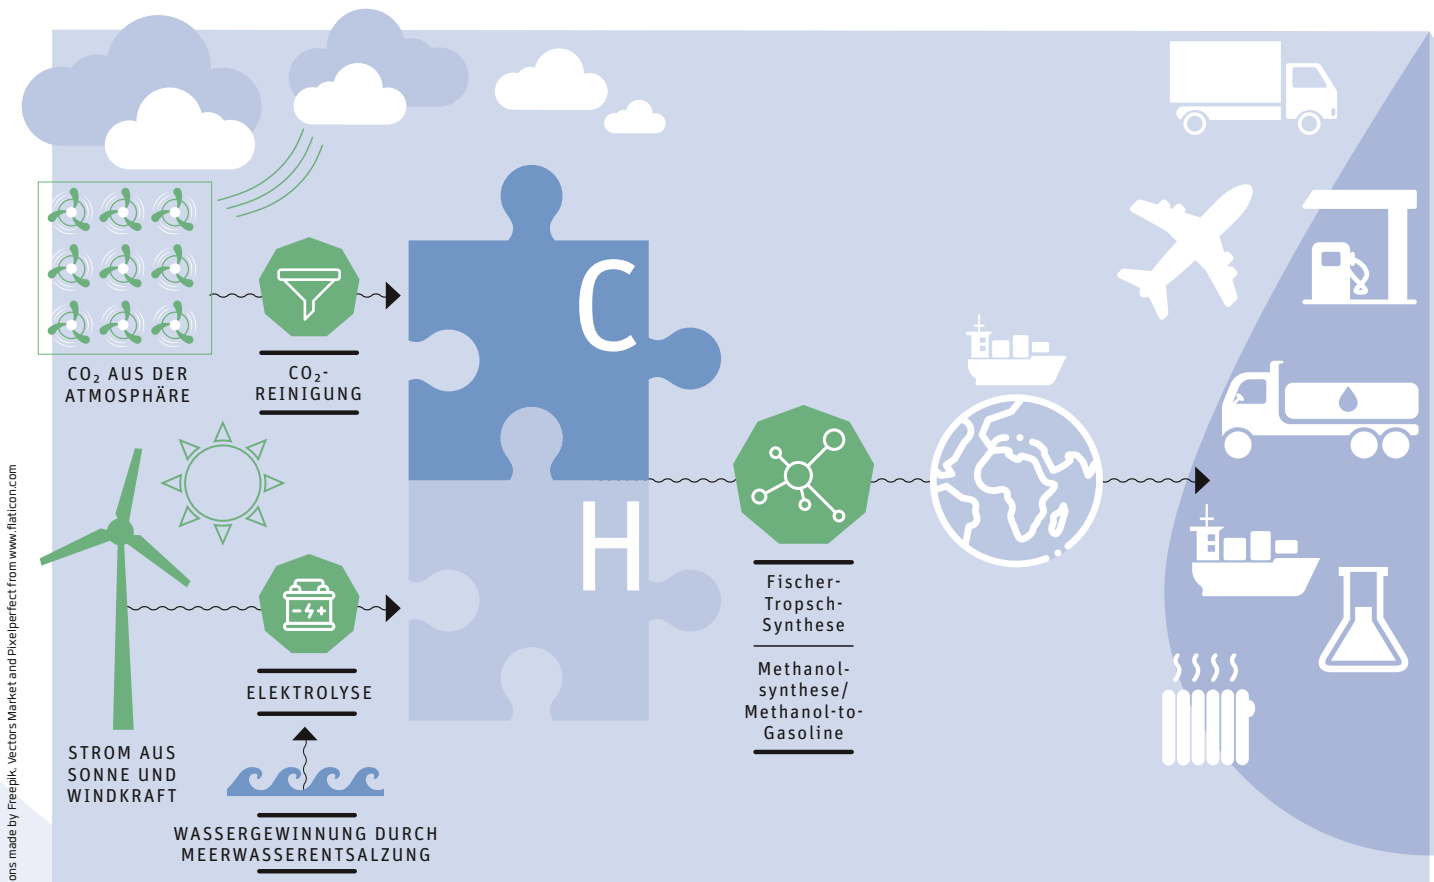 CO₂ AUS DER
ATMOSPHÄRE
CO₂-
REINIGUNG
C
H
STROM AUS
SONNE UND
WINDKRAFT
ELEKTROLYSE
WASSERGEWINNUNG DURCH
MEERWASSERENTSALZUNG
Fischer-
Tropsch-
Synthese
Methanol-
synthese/
Methanol-to-
Gasoline
made by Freepik, Vectors Market and Pixelperfect from www.flaticon.com